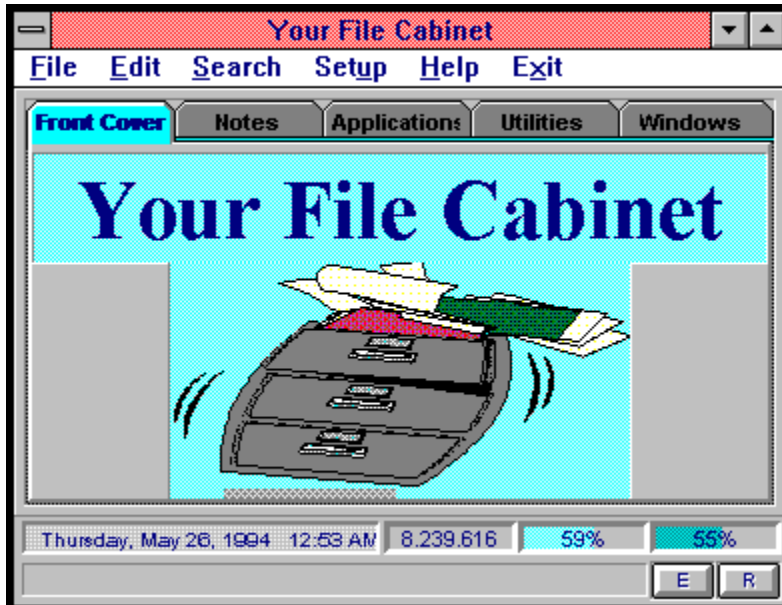 Your File Cabinet
File Edit Search Setup Help Exit
Front Cover Notes Applications Utilities Windows
Your File Cabinet
Thursday, May 26, 1994 12:53 AM 8.239.616 59% 55%
E R